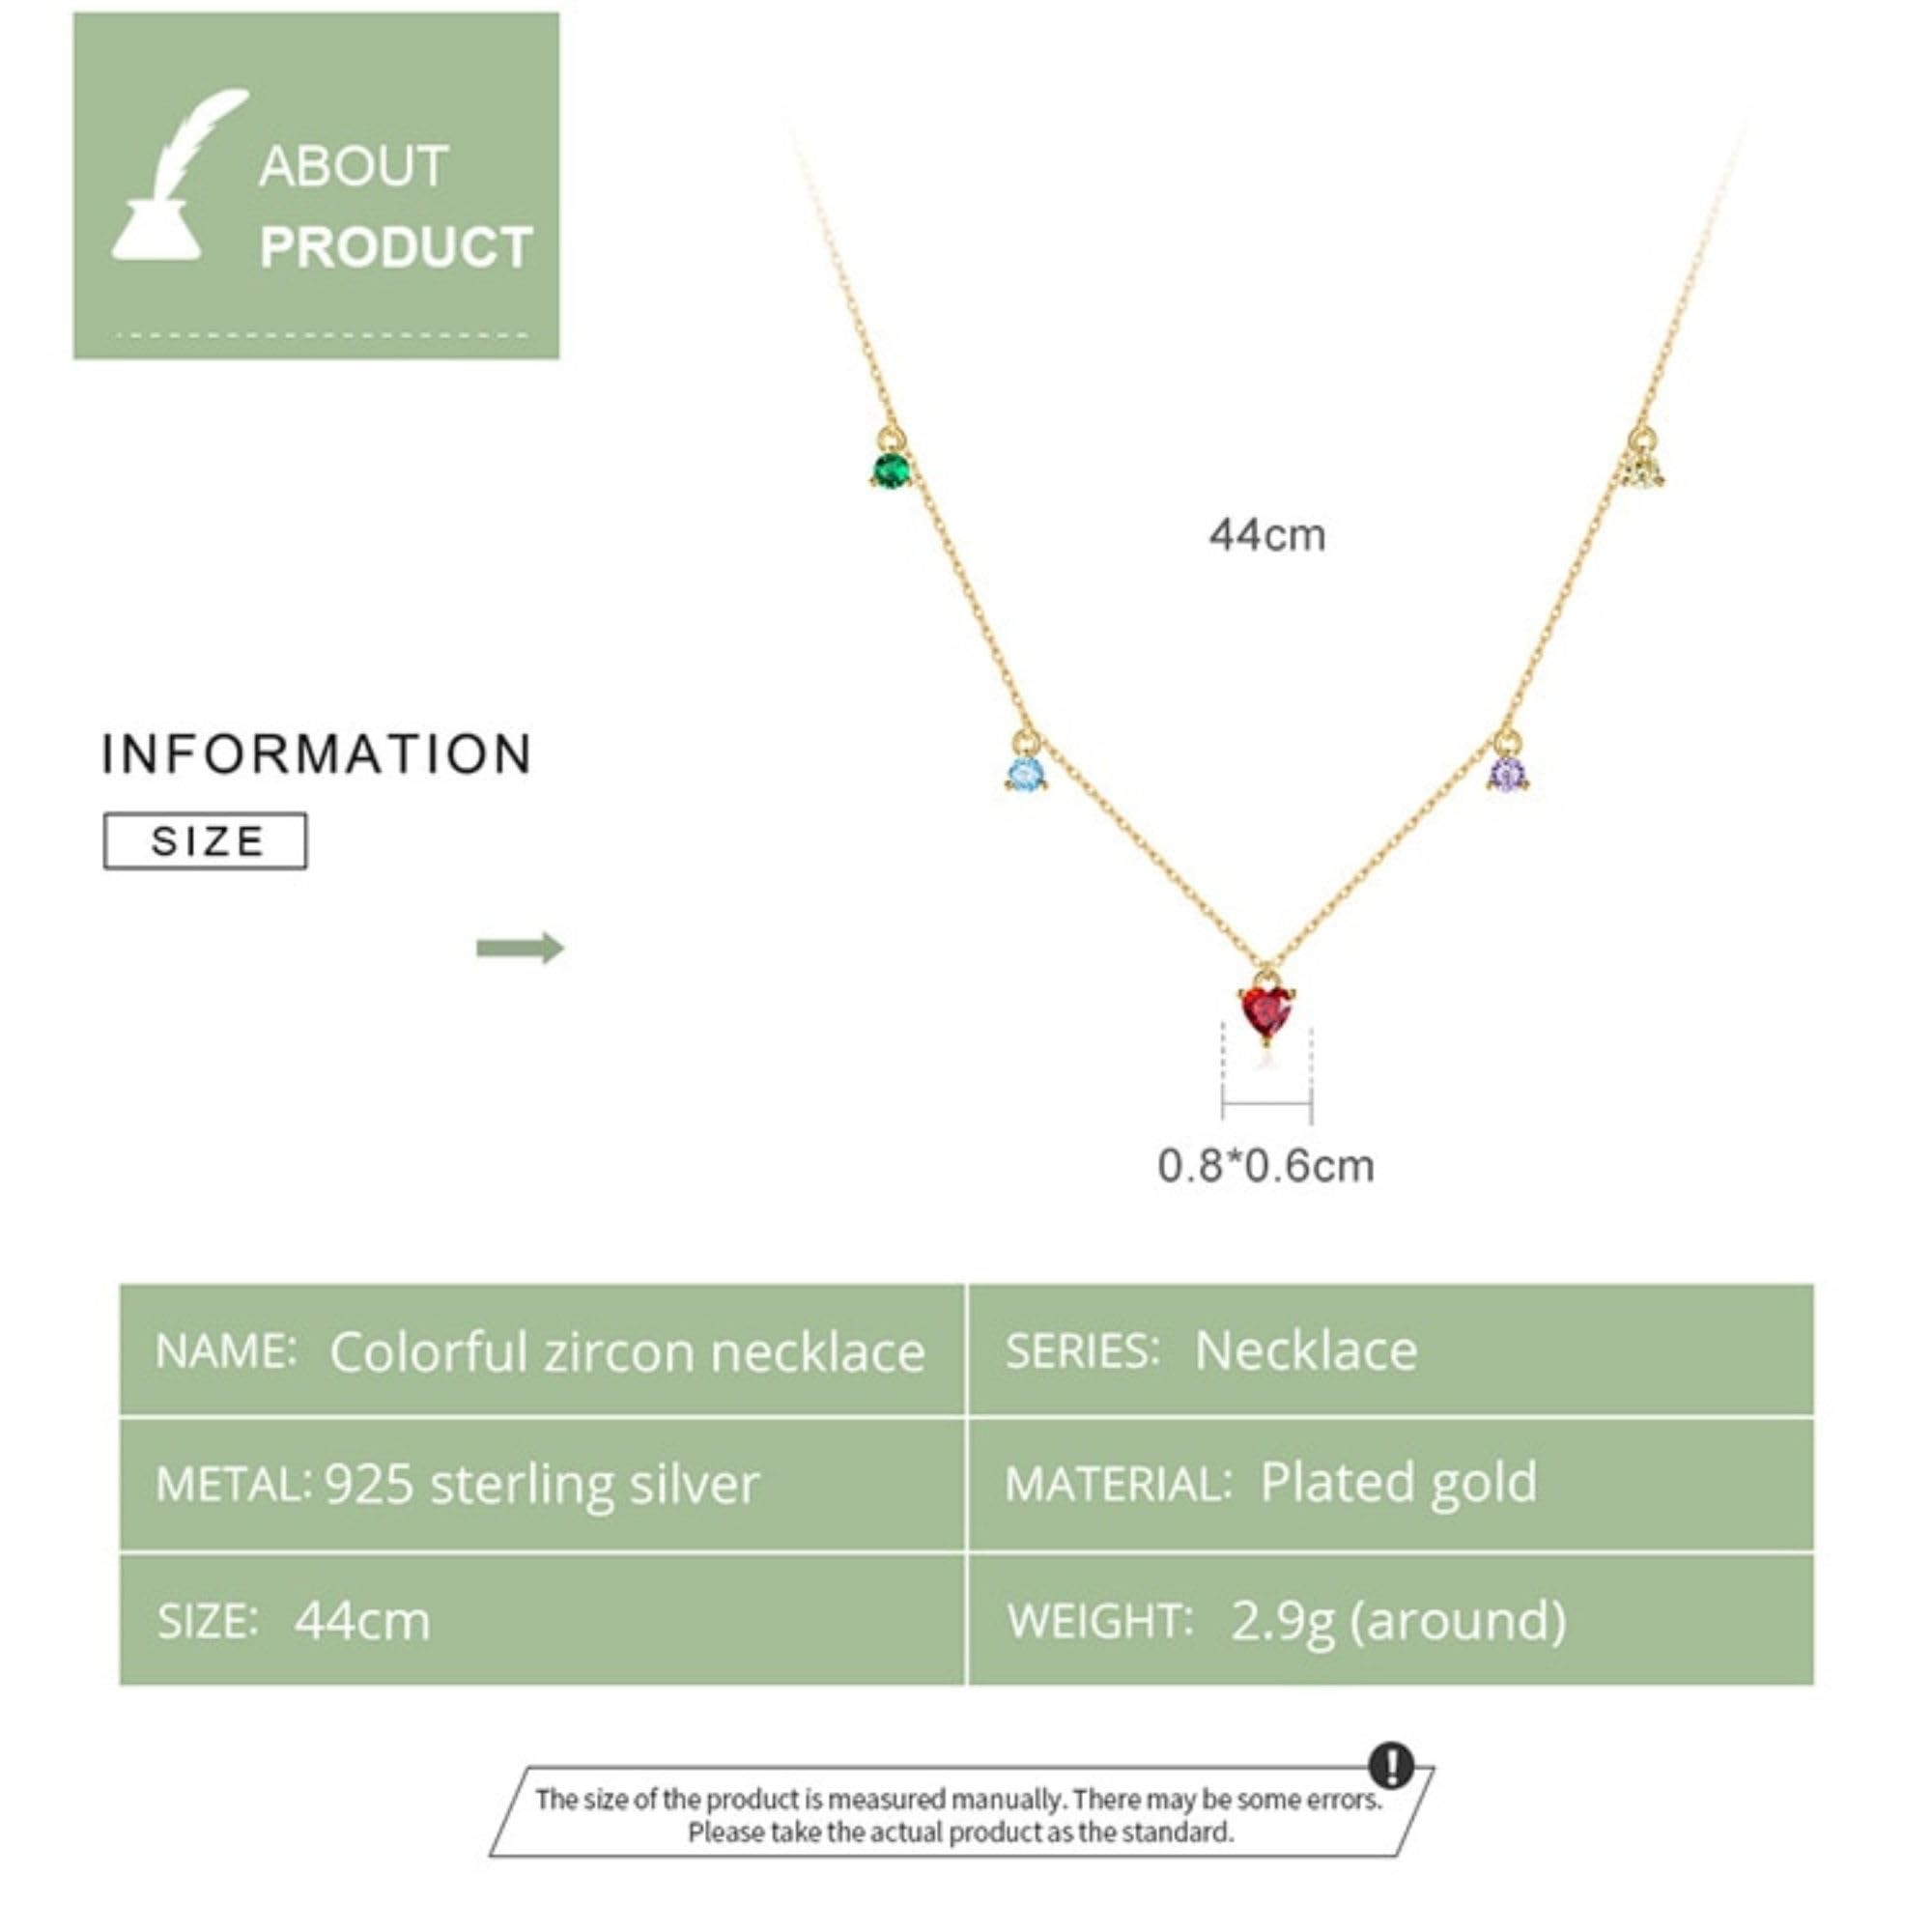 ABOUT
PRODUCT
44cm
INFORMATION
SIZE
0.8*0.6cm
NAME: Colorful zircon necklace
SERIES: Necklace
METAL: 925 sterling silver
MATERIAL: Plated gold
SIZE: 44cm
WEIGHT: 2.9g (around)
The size of the product is measured manually. There may be some errors.
Please take the actual product as the standard.